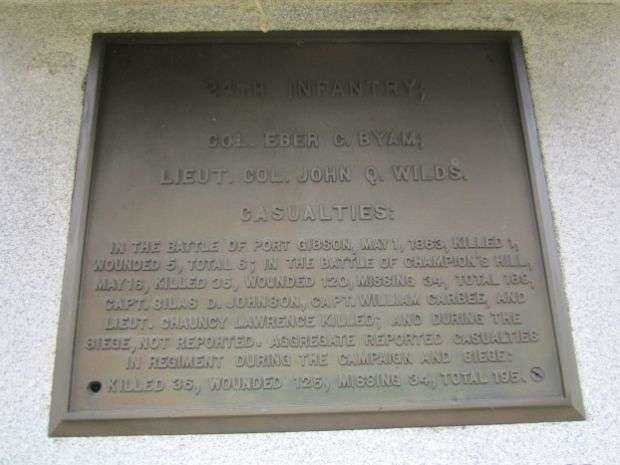 24TH INFANTRY,
COL. EBER C. BYAM,
LIEUT. COL. JOHN Q. WILDS.
CASUALTIES:
IN THE BATTLE OF PORT GIBSON, MAY 1, 1863, KILLED 1,
WOUNDED 5, TOTAL 6; IN THE BATTLE OF CHAMPION'S HILL,
MAY 16, KILLED 35, WOUNDED 120, MISSING 34, TOTAL 189,
CAPT. SILAS D. JOHNSON, CAPT. WILLIAM CARBEE, AND
LIEUT. CHAUNCY LAWRENCE KILLED; AND DURING THE
SIEGE, NOT REPORTED. AGGREGATE REPORTED CASUALTIES
IN REGIMENT DURING THE CAMPAIGN AND SIEGE:
KILLED 36, WOUNDED 125, MISSING 34, TOTAL 195.